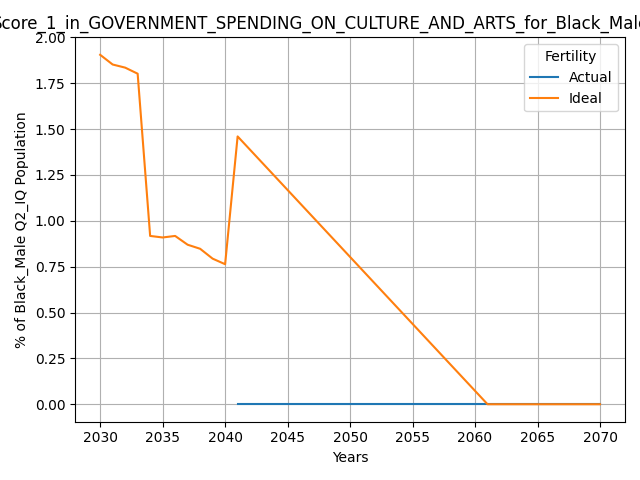 Score_1_in_GOVERNMENT_SPENDING_ON_CULTURE_AND_ARTS_for_Black_Male
Fertility
Actual
Ideal
2.00
1.75
1.50
1.25
1.00
0.75
0.50
0.25
0.00
% of Black_Male Q2_IQ Population
2030 2035 2040 2045 2050 2055 2060 2065 2070
Years